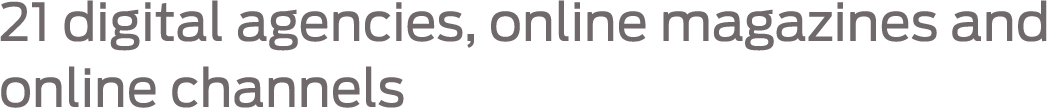 21 digital agencies, online magazines and
online channels